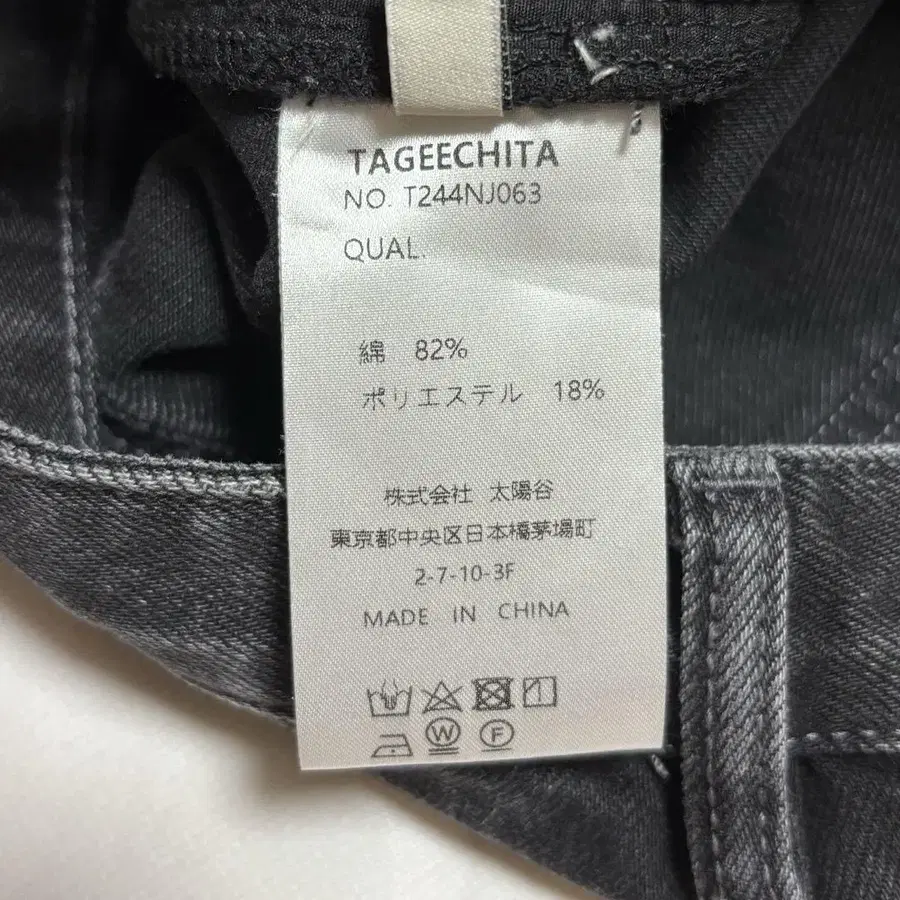 TAGEECHITA
NO. T244NJ063
QUAL.
綿 82%
ポリエステル 18%
株式会社 太陽谷
東京都中央区日本橋茅場町
2-7-10-3F
MADE IN CHINA
W F